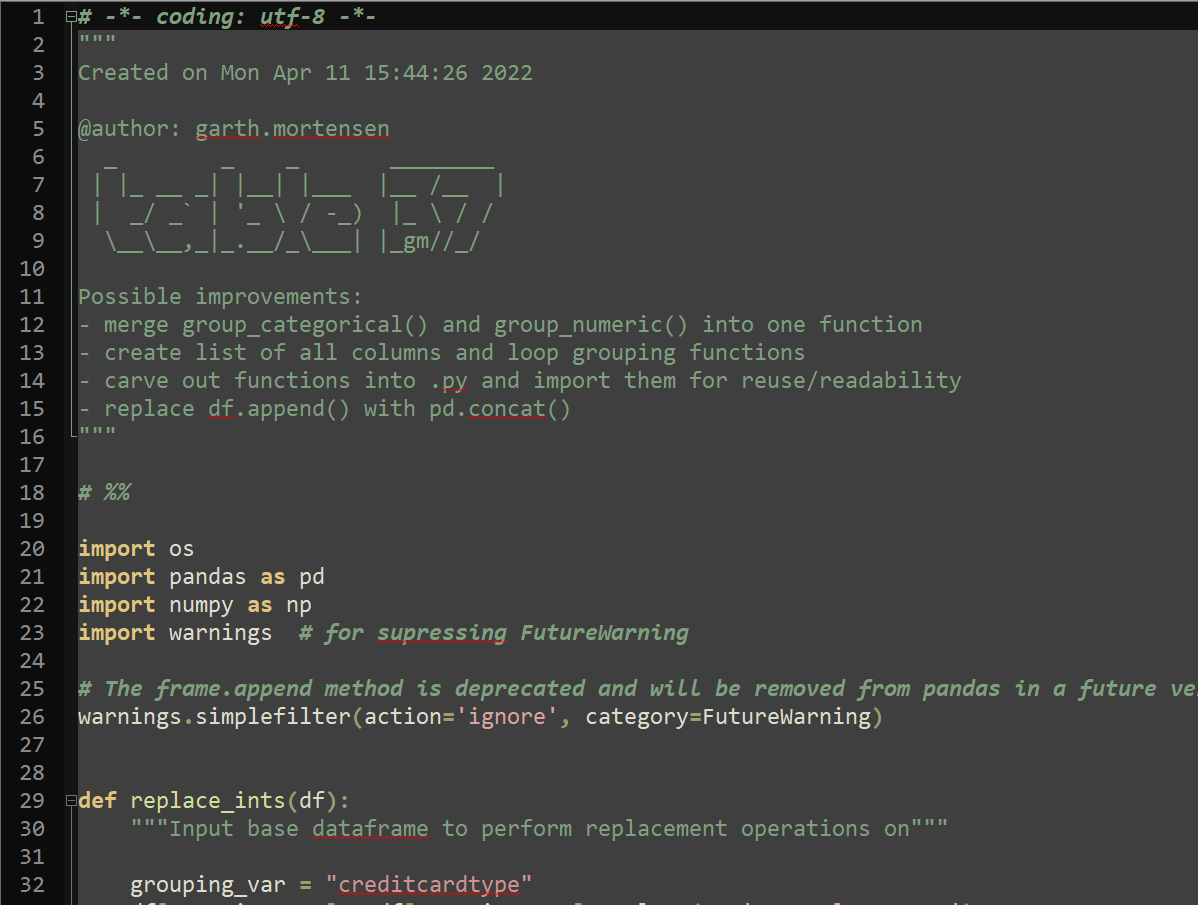 1 # -*- coding: utf-8 -*-
2 """
3 Created on Mon Apr 11 15:44:26 2022
4
5 @author: garth.mortensen
6   _        _    _       ________
7  | |_ __ _| |__| |___  |__ /__  |
8  |  _/ _` | '_ \ / -_)  |_ \ / /
9   \__\__,_|_.__/_\___| |_gm//_/
10
11 Possible improvements:
12 - merge group_categorical() and group_numeric() into one function
13 - create list of all columns and loop grouping functions
14 - carve out functions into .py and import them for reuse/readability
15 - replace df.append() with pd.concat()
16 """
17
18 # %%
19
20 import os
21 import pandas as pd
22 import numpy as np
23 import warnings  # for supressing FutureWarning
24
25 # The frame.append method is deprecated and will be removed from pandas in a future ve
26 warnings.simplefilter(action='ignore', category=FutureWarning)
27
28
29 def replace_ints(df):
30     """Input base dataframe to perform replacement operations on"""
31
32     grouping_var = "creditcardtype"